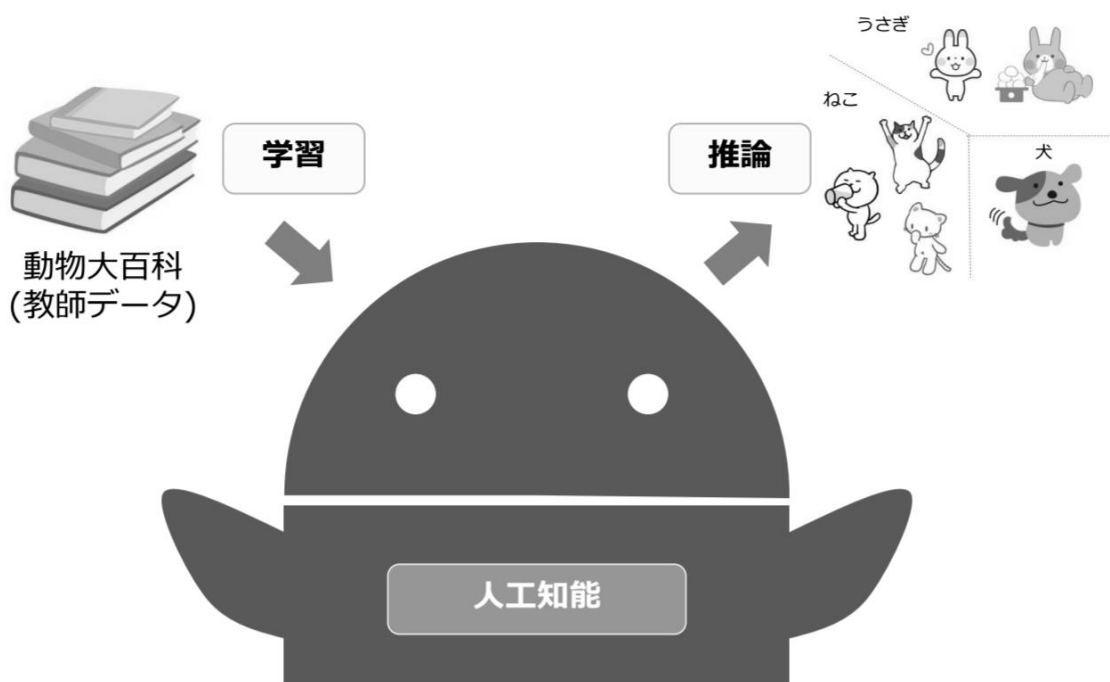 うさぎ
ねこ
犬
学習
推論
動物大百科
(教師データ)
人工知能